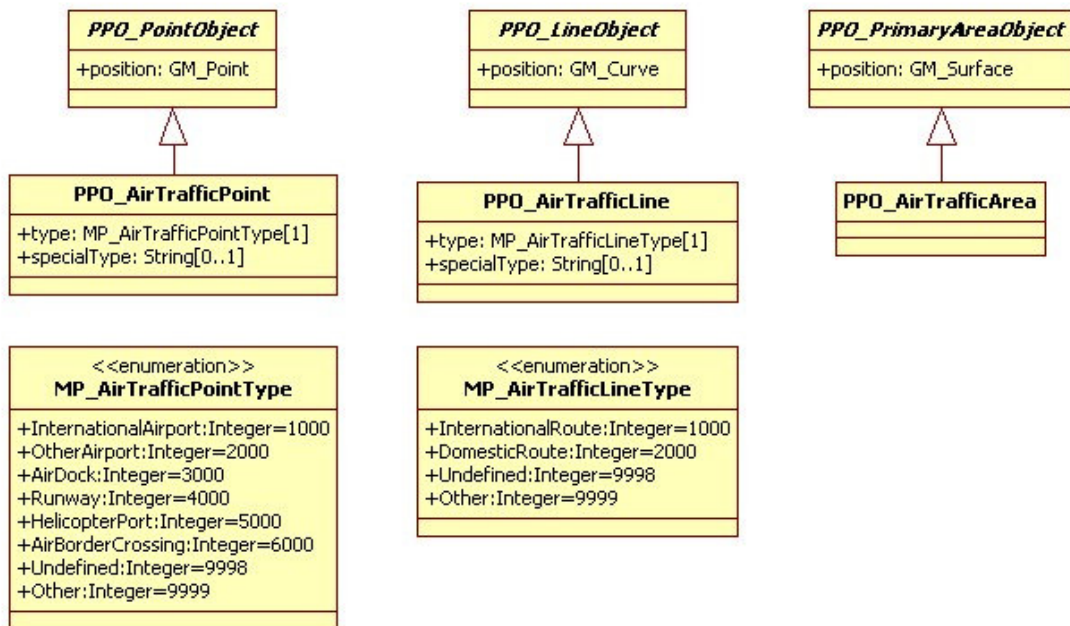 PPO_PointObject
+position: GM_Point
PPO_LineObject
+position: GM_Curve
PPO_PrimaryAreaObject
+position: GM_Surface
PPO_AirTrafficPoint
+type: MP_AirTrafficPointType[1]
+specialType: String[0..1]
PPO_AirTrafficLine
+type: MP_AirTrafficLineType[1]
+specialType: String[0..1]
PPO_AirTrafficArea
<<enumeration>>
MP_AirTrafficPointType
+InternationalAirport:Integer=1000
+OtherAirport:Integer=2000
+AirDock:Integer=3000
+Runway:Integer=4000
+HelicopterPort:Integer=5000
+AirBorderCrossing:Integer=6000
+Undefined:Integer=9998
+Other:Integer=9999
<<enumeration>>
MP_AirTrafficLineType
+InternationalRoute:Integer=1000
+DomesticRoute:Integer=2000
+Undefined:Integer=9998
+Other:Integer=9999